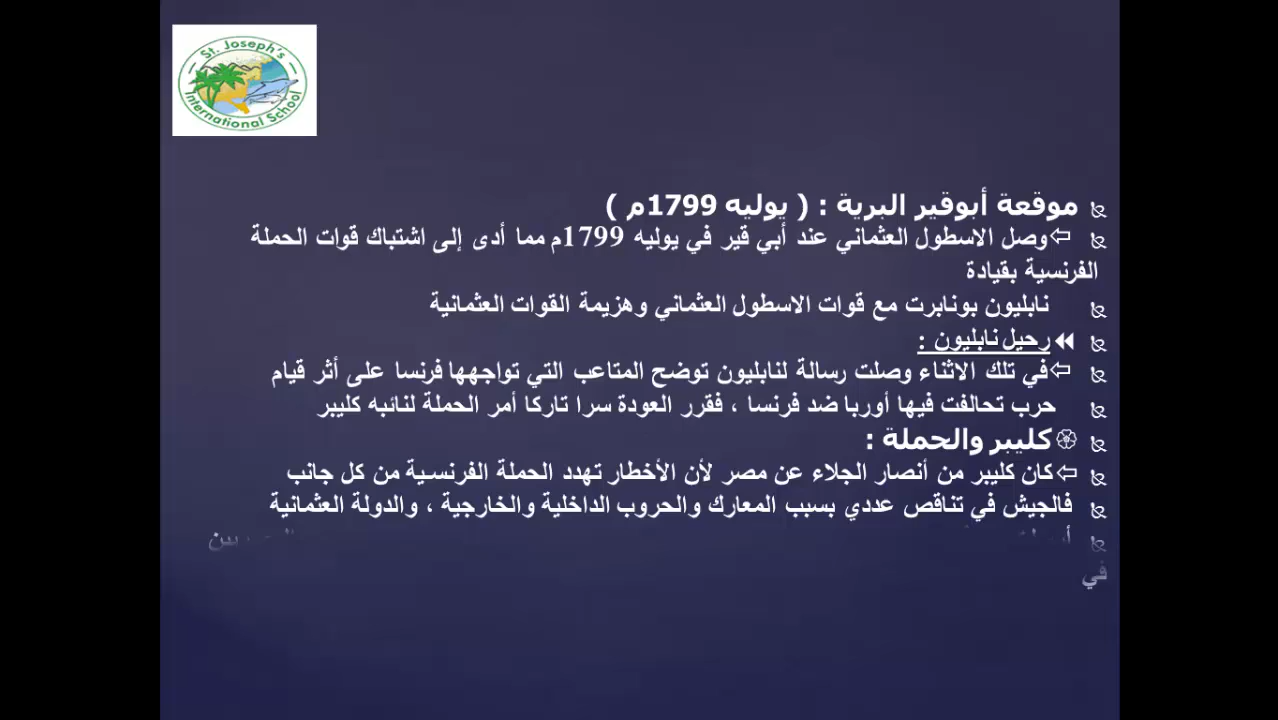 St. Joseph's
International School
موقعة أبوقير البرية : ( يوليه 1799م )
⇦وصل الاسطول العثماني عند أبي قير في يوليه 1799م مما أدى إلى اشتباك قوات الحملة
الفرنسية بقيادة
نابليون بونابرت مع قوات الاسطول العثماني وهزيمة القوات العثمانية
رحيل نابليون :
⇦في تلك الاثناء وصلت رسالة لنابليون توضح المتاعب التي تواجهها فرنسا على أثر قيام
حرب تحالفت فيها أوربا ضد فرنسا ، فقرر العودة سرا تاركا أمر الحملة لنائبه كليبر
كليبر والحملة :
⇦كان كليبر من أنصار الجلاء عن مصر لأن الأخطار تهدد الحملة الفرنسية من كل جانب
فالجيش في تناقص عددي بسبب المعارك والحروب الداخلية والخارجية ، والدولة العثمانية
في